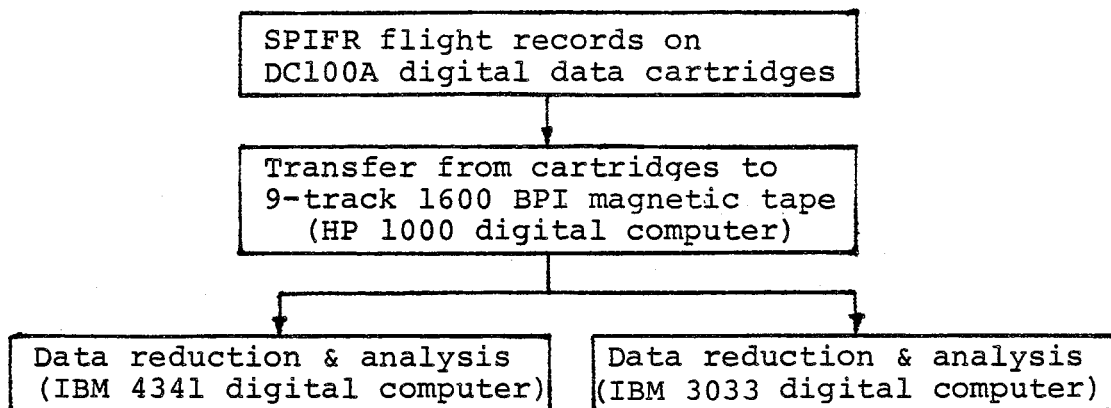 SPIFR flight records on
DC100A digital data cartridges
Transfer from cartridges to
9-track 1600 BPI magnetic tape
(HP 1000 digital computer)
Data reduction & analysis
(IBM 4341 digital computer)
Data reduction & analysis
(IBM 3033 digital computer)